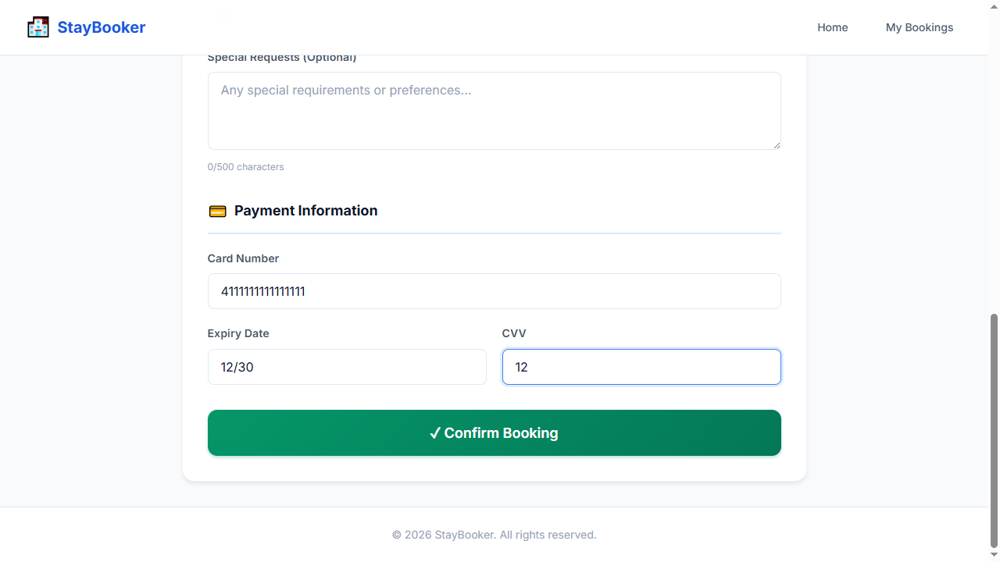 StayBooker
Home
My Bookings
Special Requests (Optional)
Any special requirements or preferences...
0/500 characters
Payment Information
Card Number
4111111111111111
Expiry Date
CVV
12/30
12
✓ Confirm Booking
© 2026 StayBooker. All rights reserved.